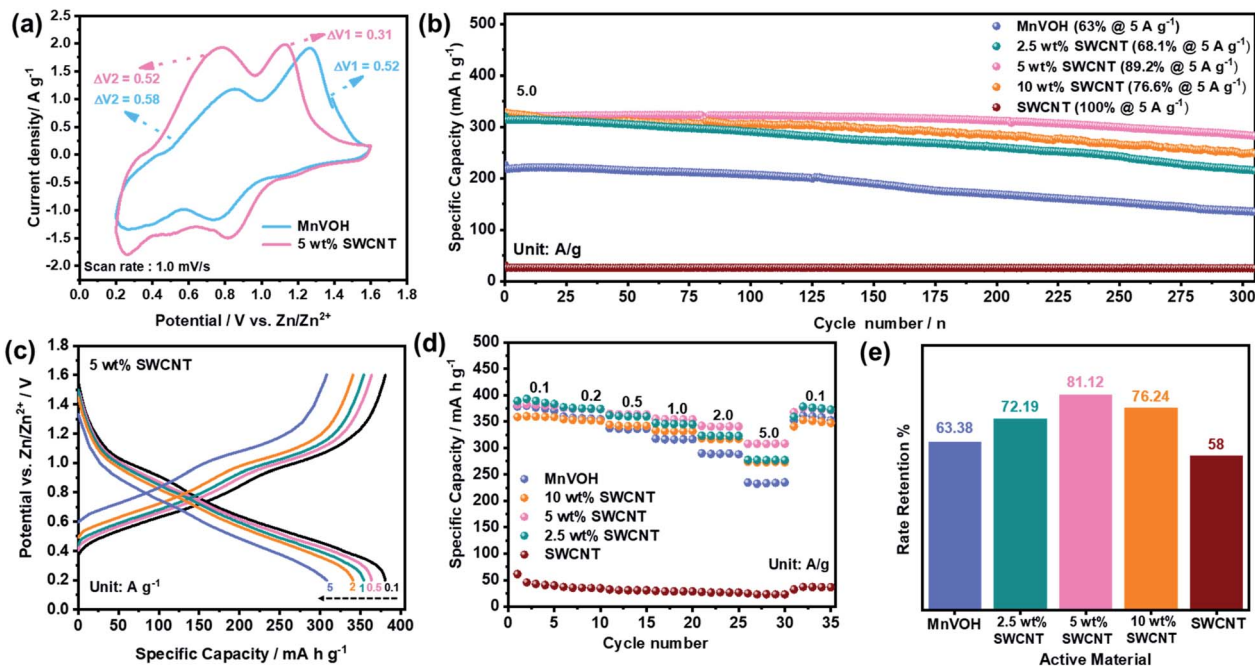 (a)
2.5
2.0
1.5
1.0
0.5
0.0
-0.5
-1.0
-1.5
-2.0
-2.5
Current density/ A g⁻¹
ΔV1 = 0.31
ΔV2 = 0.52
ΔV1 = 0.52
ΔV2 = 0.58
MnVOH
5 wt% SWCNT
Scan rate : 1.0 mV/s
0.0 0.2 0.4 0.6 0.8 1.0 1.2 1.4 1.6 1.8
Potential / V vs. Zn/Zn²⁺
(b)
500
400
300
200
100
0
Specific Capacity (mA h g⁻¹)
MnVOH (63% @ 5 A g⁻¹)
2.5 wt% SWCNT (68.1% @ 5 A g⁻¹)
5 wt% SWCNT (89.2% @ 5 A g⁻¹)
10 wt% SWCNT (76.6% @ 5 A g⁻¹)
SWCNT (100% @ 5 A g⁻¹)
5.0
Unit: A/g
0 25 50 75 100 125 150 175 200 225 250 275 300
Cycle number / n
(c)
1.8
1.6
1.4
1.2
1.0
0.8
0.6
0.4
0.2
0.0
Potential vs. Zn/Zn²⁺ / V
5 wt% SWCNT
Unit: A g⁻¹
5 2 1 0.5 0.1
0 50 100 150 200 250 300 350 400
Specific Capacity / mA h g⁻¹
(d)
500
450
400
350
300
250
200
150
100
50
0
Specific Capacity / mA h g⁻¹
0.1 0.2 0.5 1.0 2.0 5.0 0.1
MnVOH
10 wt% SWCNT
5 wt% SWCNT
2.5 wt% SWCNT
SWCNT
Unit: A/g
0 5 10 15 20 25 30 35
Cycle number
(e)
Rate Retention %
63.38
72.19
81.12
76.24
58
MnVOH
2.5 wt%
SWCNT
5 wt%
SWCNT
10 wt%
SWCNT
SWCNT
Active Material